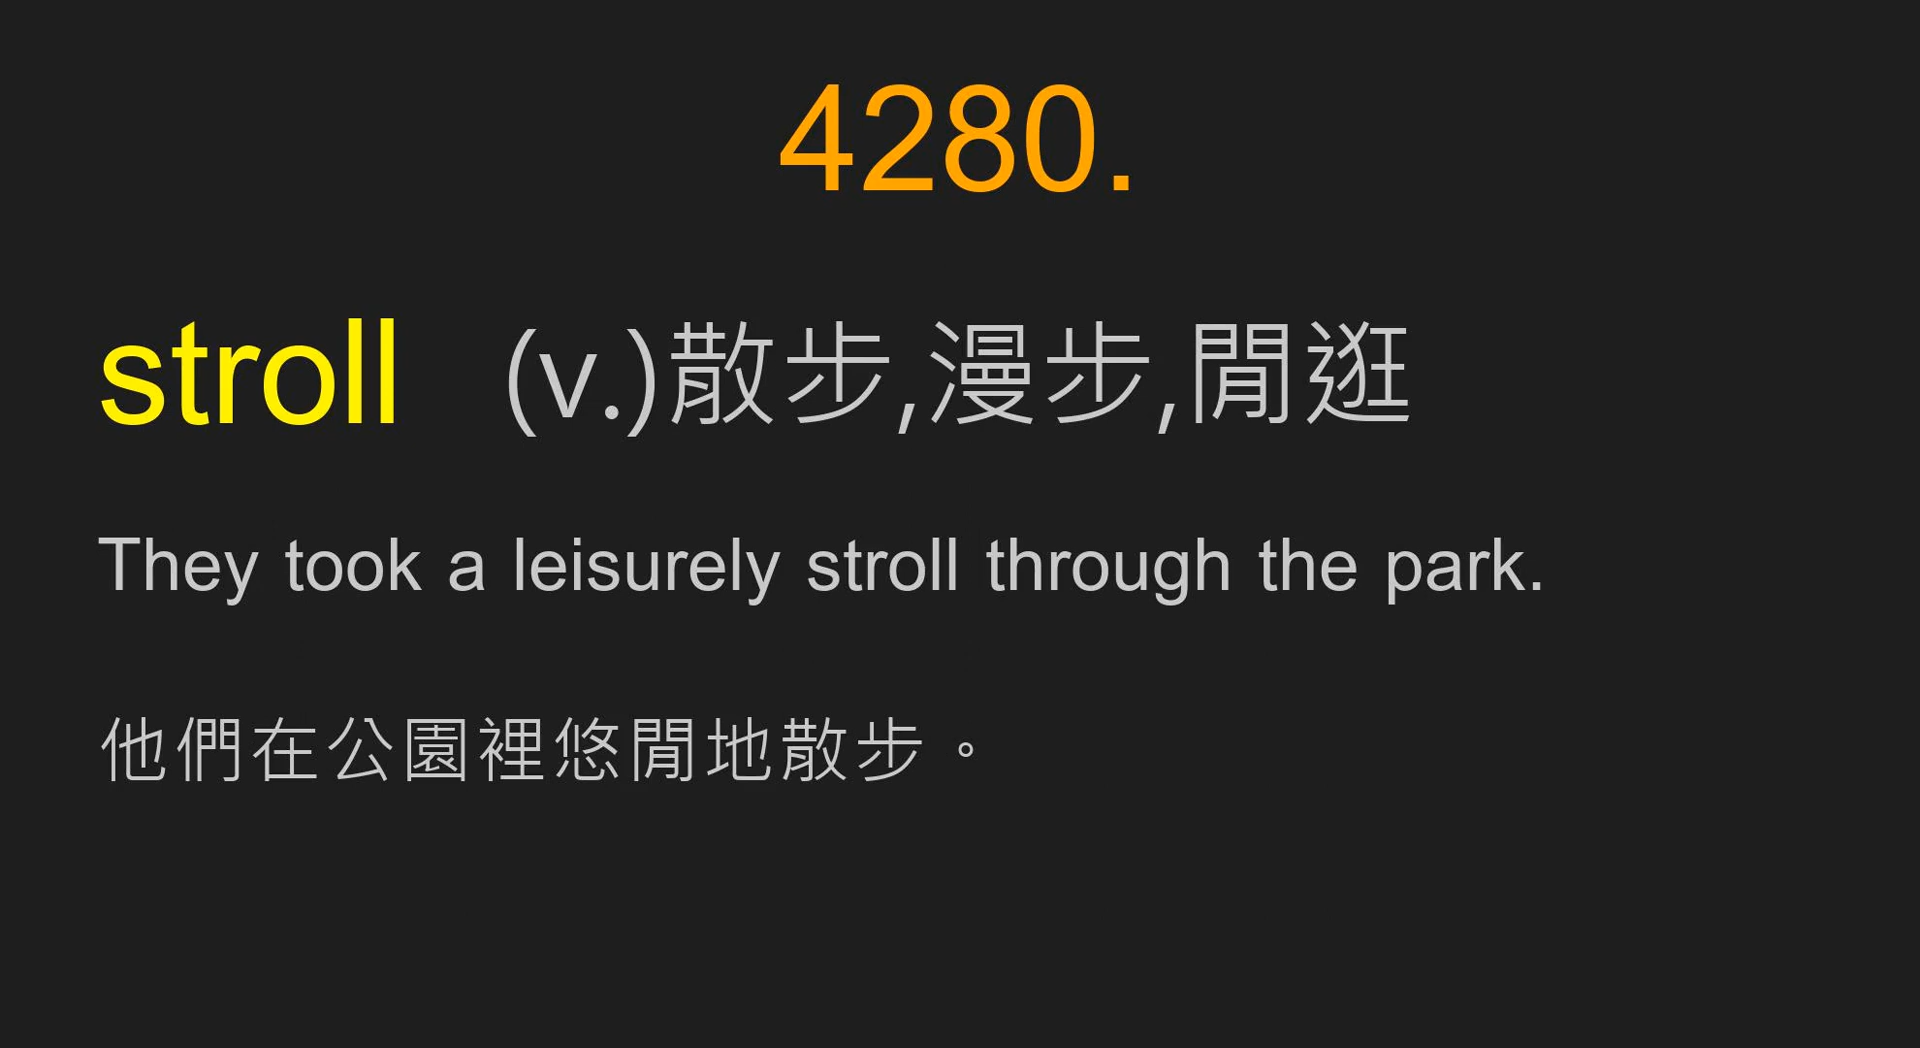 4280.
stroll (v.)散步,漫步,閒逛
They took a leisurely stroll through the park.
他們在公園裡悠閒地散步。